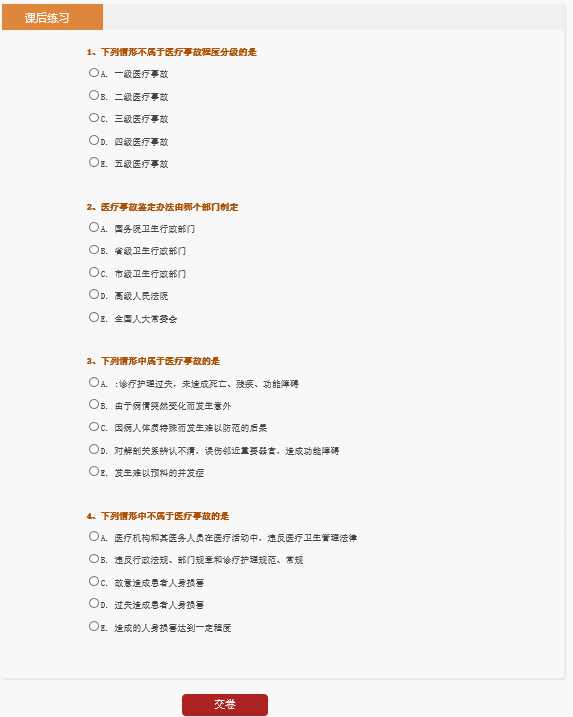 课后练习
1、下列情形不属于医疗事故程度分级的是
A. 一级医疗事故
B. 二级医疗事故
C. 三级医疗事故
D. 四级医疗事故
E. 五级医疗事故
2、医疗事故鉴定办法由哪个部门制定
A. 国务院卫生行政部门
B. 省级卫生行政部门
C. 市级卫生行政部门
D. 高级人民法院
E. 全国人大常委会
3、下列情形中属于医疗事故的是
A. :诊疗护理过失，未造成死亡、残疾、功能障碍
B. 由于病情突然变化而发生意外
C. 因病人体质特殊而发生难以防范的后果
D. 对解剖关系辨认不清，误伤邻近重要器官，造成功能障碍
E. 发生难以预料的并发症
4、下列情形中不属于医疗事故的是
A. 医疗机构和其医务人员在医疗活动中，违反医疗卫生管理法律
B. 违反行政法规、部门规章和诊疗护理规范、常规
C. 故意造成患者人身损害
D. 过失造成患者人身损害
E. 造成的人身损害达到一定程度
交卷